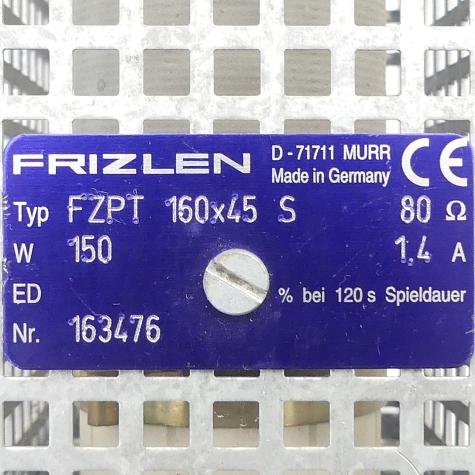 FRIZLEN D-71711 MURR CE
Made in Germany
Typ FZPT 160x45 S 80 Ω
W 150 1,4 A
ED % bei 120 s Spieldauer
Nr. 163476